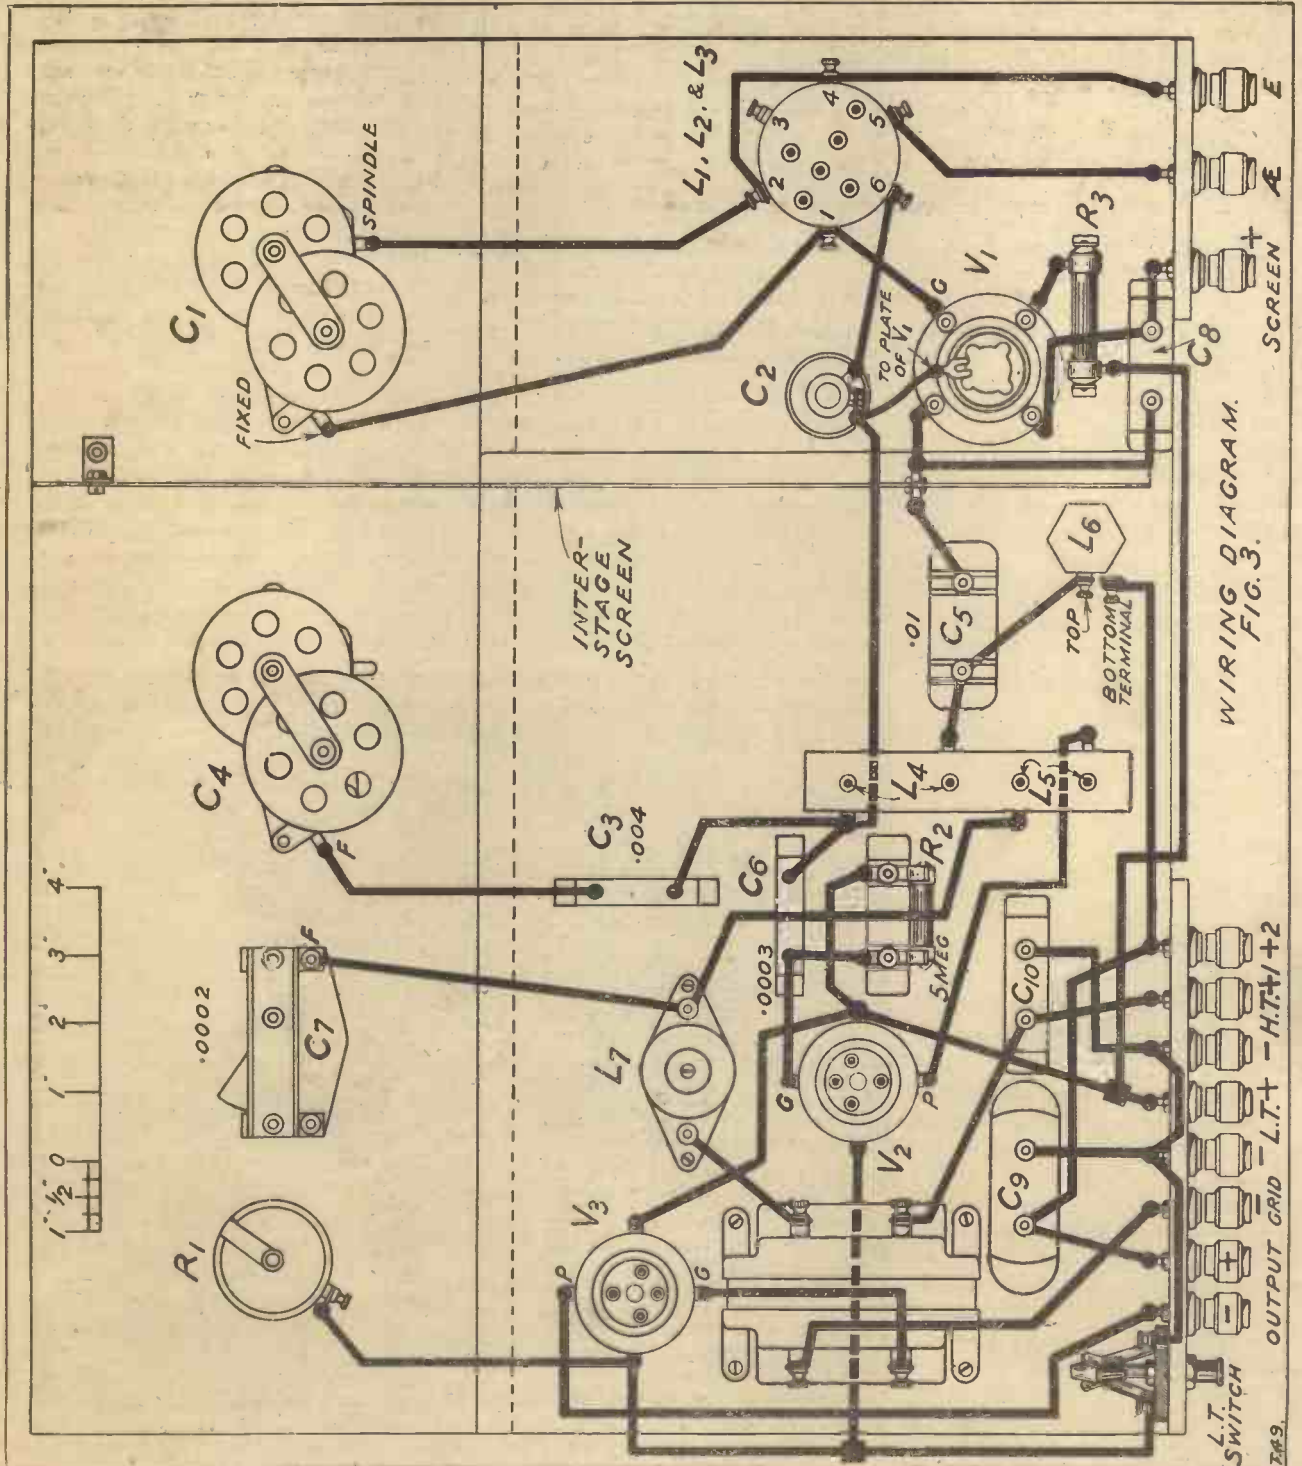 C1
SPINDLE
FIXED
L1, L2, & L3
1
2
3
4
5
6
C2
TO PLATE
OF V1
G
V1
R3
C8
E
Æ
SCREEN +
INTER-
STAGE
SCREEN
C4
F
C3
.004
.01
C5
L6
TOP
BOTTOM
TERMINAL
L4
L5
C6
.0003
R2
5MEG
C10
C7
.0002
F
L7
G
P
V2
C9
V3
P
G
R1
1" ½" 0 1" 2" 3" 4"
L.T.
SWITCH
OUTPUT
-
+
GRID
-
- L.T. + - H.T. +1 +2
WIRING DIAGRAM.
FIG. 3.